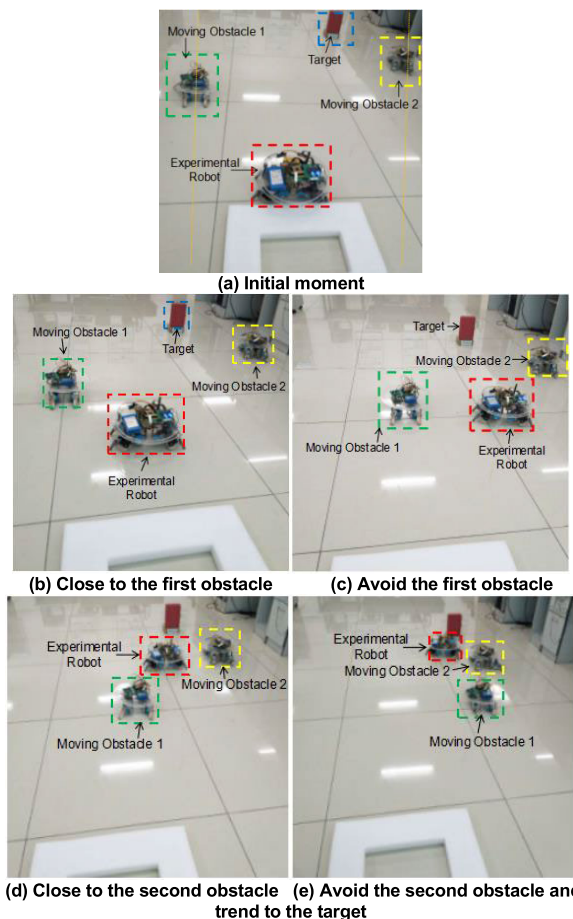 Moving Obstacle 1
Target
Moving Obstacle 2
Experimental
Robot
(a) Initial moment
Moving Obstacle 1
Target
Moving Obstacle 2
Experimental
Robot
(b) Close to the first obstacle
Target
Moving Obstacle 2
Moving Obstacle 1
Experimental
Robot
(c) Avoid the first obstacle
Experimental
Robot
Moving Obstacle 2
Moving Obstacle 1
(d) Close to the second obstacle
Experimental
Robot
Moving Obstacle 2
Moving Obstacle 1
(e) Avoid the second obstacle and
trend to the target